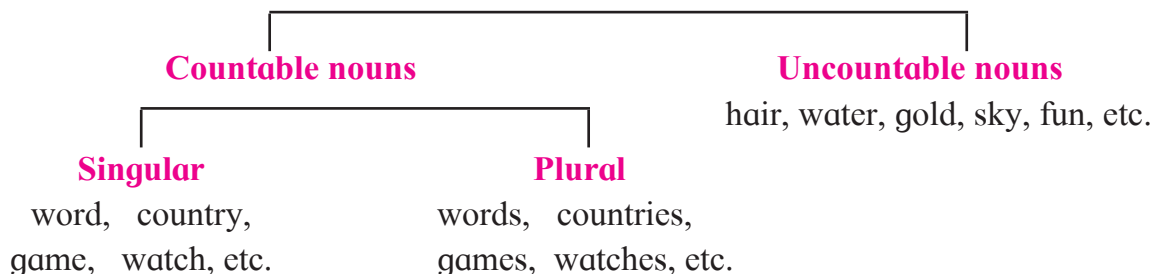 Countable nouns
Uncountable nouns
hair, water, gold, sky, fun, etc.
Singular
Plural
word, country,
game, watch, etc.
words, countries,
games, watches, etc.